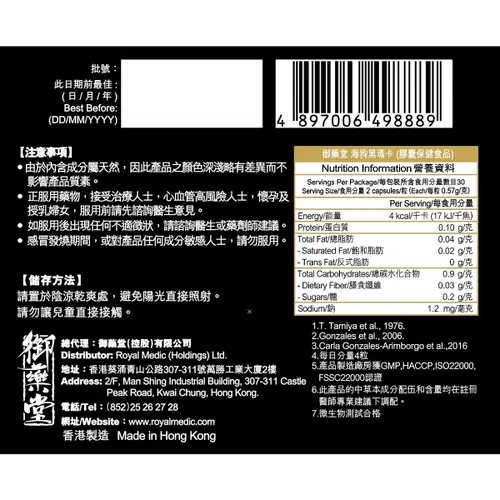 批號:
此日期前最佳:
(日/月/年)
Best Before:
(DD/MM/YYYY)
4 897006 498889
【注意事項】
• 由於內含成分屬天然，因此產品之顏色深淺略有差異而不
影響產品質素。
• 正服用藥物，接受治療人士，心血管高風險人士，懷孕及
授乳婦女，服用前請先諮詢醫生意見。
• 如服用後出現任何不適徵狀，請諮詢醫生或藥劑師建議。
• 感冒發燒期間，或對產品任何成分敏感人士，請勿服用。
【儲存方法】
請置於陰涼乾爽處，避免陽光直接照射。
請勿讓兒童直接接觸。
御藥堂
總代理：御藥堂(控股)有限公司
Distributor: Royal Medic (Holdings) Ltd.
地址：香港葵涌青山公路307-311號萬勝工業大廈2樓
Address: 2/F, Man Shing Industrial Building, 307-311 Castle
Peak Road, Kwai Chung, Hong Kong.
電話/Tel : (852)25 26 27 28
網址/Website : www.royalmedic.com
香港製造 Made in Hong Kong
御藥堂 海狗黑瑪卡 (膠囊保健食品)
Nutrition Information營養資料
Servings Per Package/每包裝所含食用分量數目30
Serving Size/食用分量 2 capsules/粒 (Each/每粒 0.57g/克)
Per Serving/每食用分量
Energy/能量 4 kcal/千卡 (17 kJ/千焦)
Protein/蛋白質 0.10 g/克
Total Fat/總脂肪 0.04 g/克
- Saturated Fat/飽和脂肪 0.02 g/克
- Trans Fat/反式脂肪 0 g/克
Total Carbohydrates/總碳水化合物 0.9 g/克
- Dietary Fiber/膳食纖維 0.03 g/克
- Sugars/糖 0.2 g/克
Sodium/鈉 1.2 mg/毫克
1.T. Tamiya et al., 1976.
2.Gonzales et al., 2006.
3.Carla Gonzales-Arimborgo et al.,2016
4.每日分量4粒
5.產品製造廠房獲GMP,HACCP,ISO22000,
FSSC22000認證
6.此產品的中草本成分配伍和含量均在註冊
醫師專業建議下調配。
7.微生物測試合格